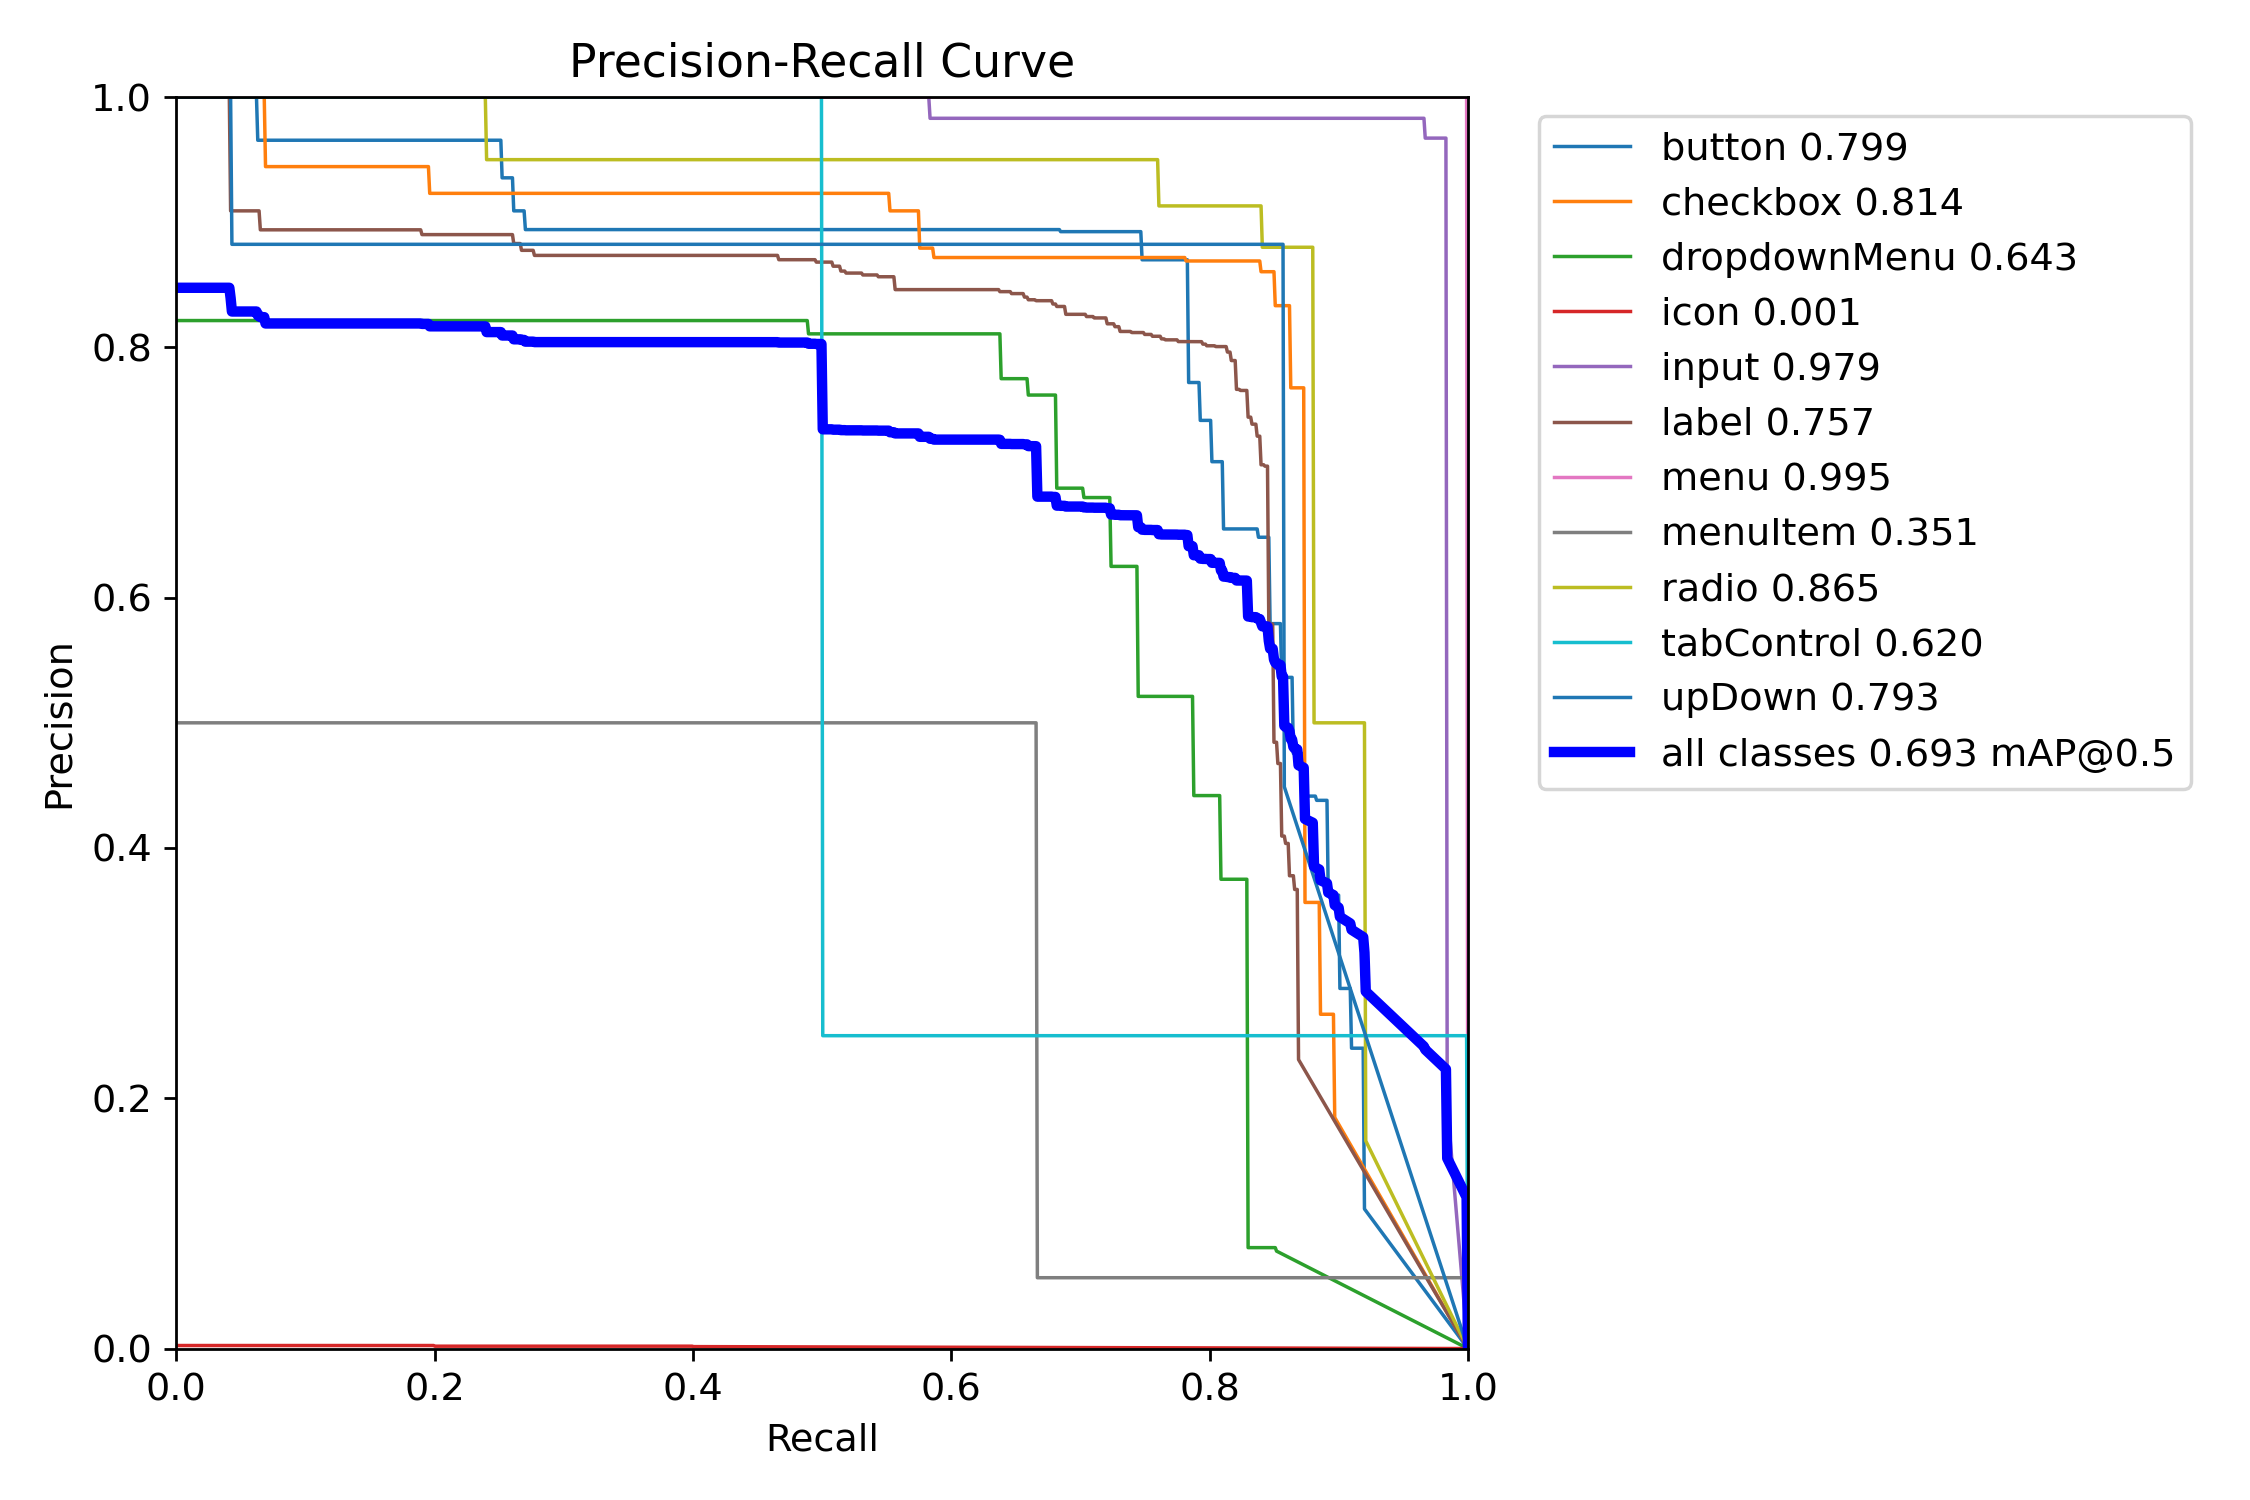 Precision-Recall Curve
1.0
0.8
0.6
0.4
0.2
0.0
Precision
0.0 0.2 0.4 0.6 0.8 1.0
Recall
button 0.799
checkbox 0.814
dropdownMenu 0.643
icon 0.001
input 0.979
label 0.757
menu 0.995
menuItem 0.351
radio 0.865
tabControl 0.620
upDown 0.793
all classes 0.693 mAP@0.5